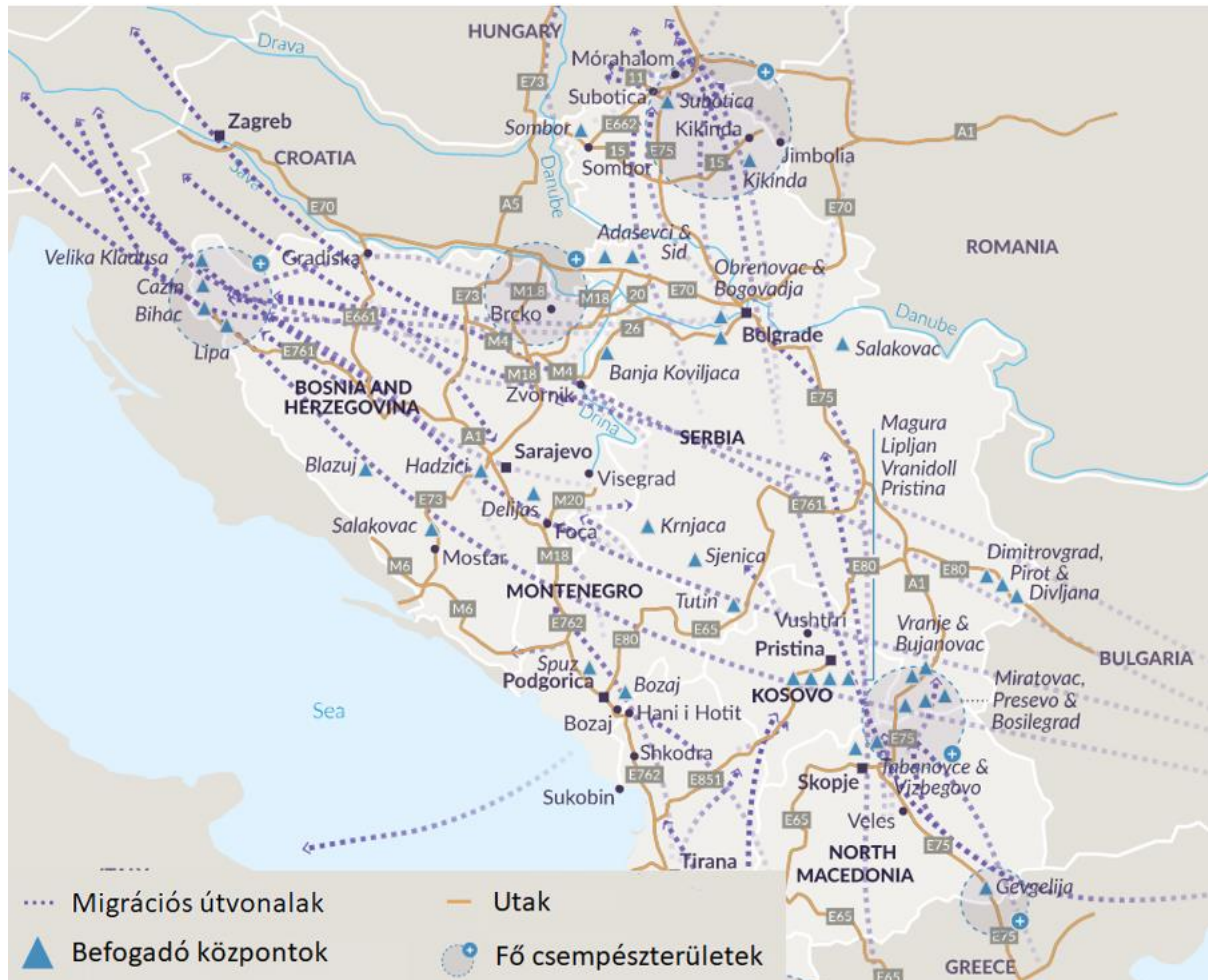 HUNGARY
Drava
Mórahalom
E73
11
Subotica
Subotica
Zagreb
Sombor
E662
Kikinda
A1
CROATIA
Danube
15
E75
Sombor
15
Jimbolia
Kikinda
Sava
E70
A5
E70
Adaševci &
Sid
ROMANIA
Velika Kladusa
Gradiska
Obrenovac &
Bogovadja
Cazin
E73
M1.8
M18
20
E70
Bihac
E661
Brcko
26
Belgrade
Danube
Lipa
E761
M4
M18
M4
Banja Koviljaca
Salakovac
BOSNIA AND
HERZEGOVINA
Zvornik
Drina
E75
SERBIA
Magura
Lipljan
Vranidoll
Pristina
A1
Sarajevo
Blazuj
Hadzici
Visegrad
E73
Delijas
M20
E761
Salakovac
Foca
Krnjaca
Mostar
Sjenica
M6
M18
E80
E80
Dimitrovgrad,
Pirot &
Divljana
A1
MONTENEGRO
Tutin
M6
E762
E80
E65
Vushtrri
Vranje &
Bujanovac
Pristina
BULGARIA
Spuz
Podgorica
Bozaj
KOSOVO
Miratovac,
Presevo &
Bosilegrad
Sea
Bozaj
Hani i Hotit
E75
Shkodra
E762
E851
Skopje
Tabanovce &
Vizbegovo
Sukobin
E65
Veles
E75
Tirana
NORTH
MACEDONIA
Gevgelija
E65
E75
GREECE
E65
Migrációs útvonalak
Utak
Befogadó központok
Fő csempészterületek